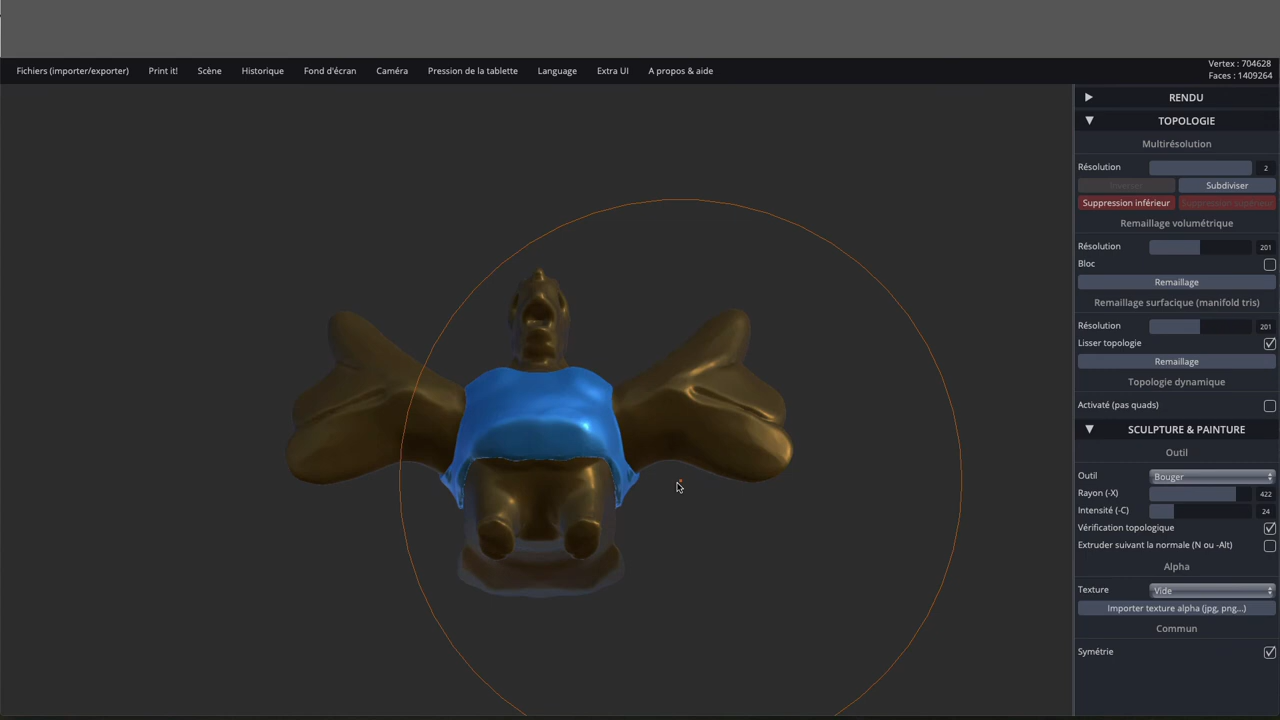 Fichiers (importer/exporter) Print it! Scène Historique Fond d'écran Caméra Pression de la tablette Language Extra UI A propos & aide
Vertex : 704628
Faces : 1409264
RENDU
TOPOLOGIE
Multirésolution
Résolution 2
Inverser Subdiviser
Suppression inférieur Suppression supérieur
Remaillage volumétrique
Résolution 201
Bloc
Remaillage
Remaillage surfacique (manifold tris)
Résolution 201
Lisser topologie
Remaillage
Topologie dynamique
Activaté (pas quads)
SCULPTURE & PAINTURE
Outil
Outil Bouger
Rayon (-X) 422
Intensité (-C) 24
Vérification topologique
Extruder suivant la normale (N ou -Alt)
Alpha
Texture Vide
Importer texture alpha (jpg, png...)
Commun
Symétrie